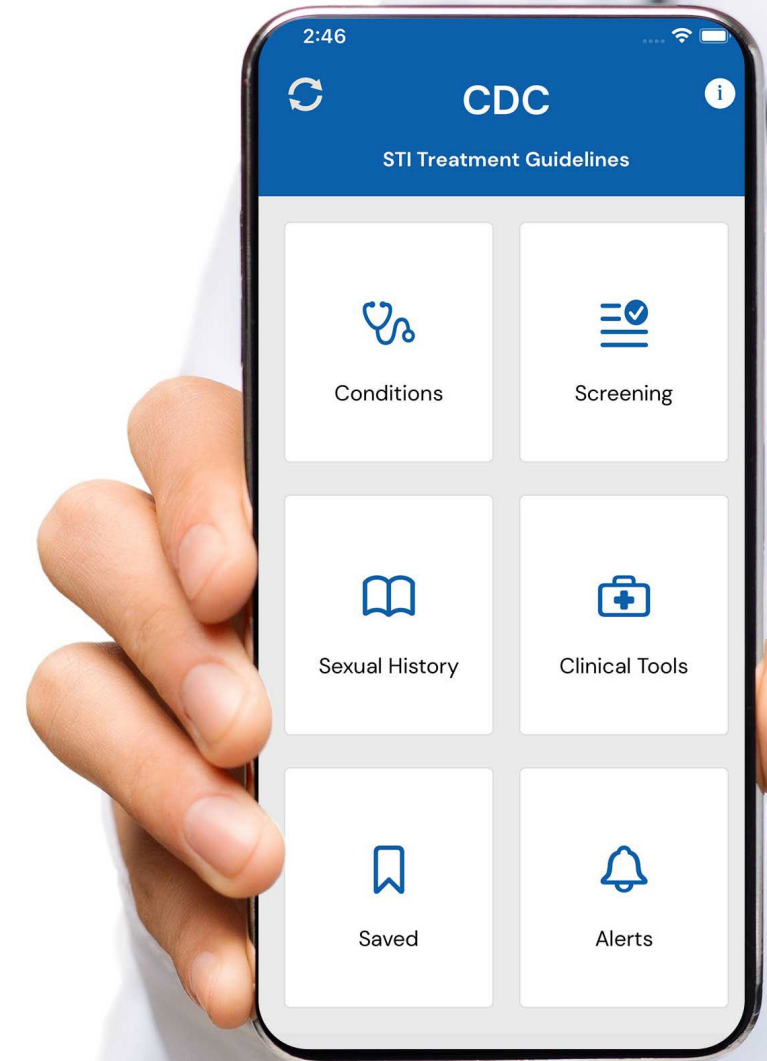 2:46
CDC
i
STI Treatment Guidelines
Conditions
Screening
Sexual History
Clinical Tools
Saved
Alerts